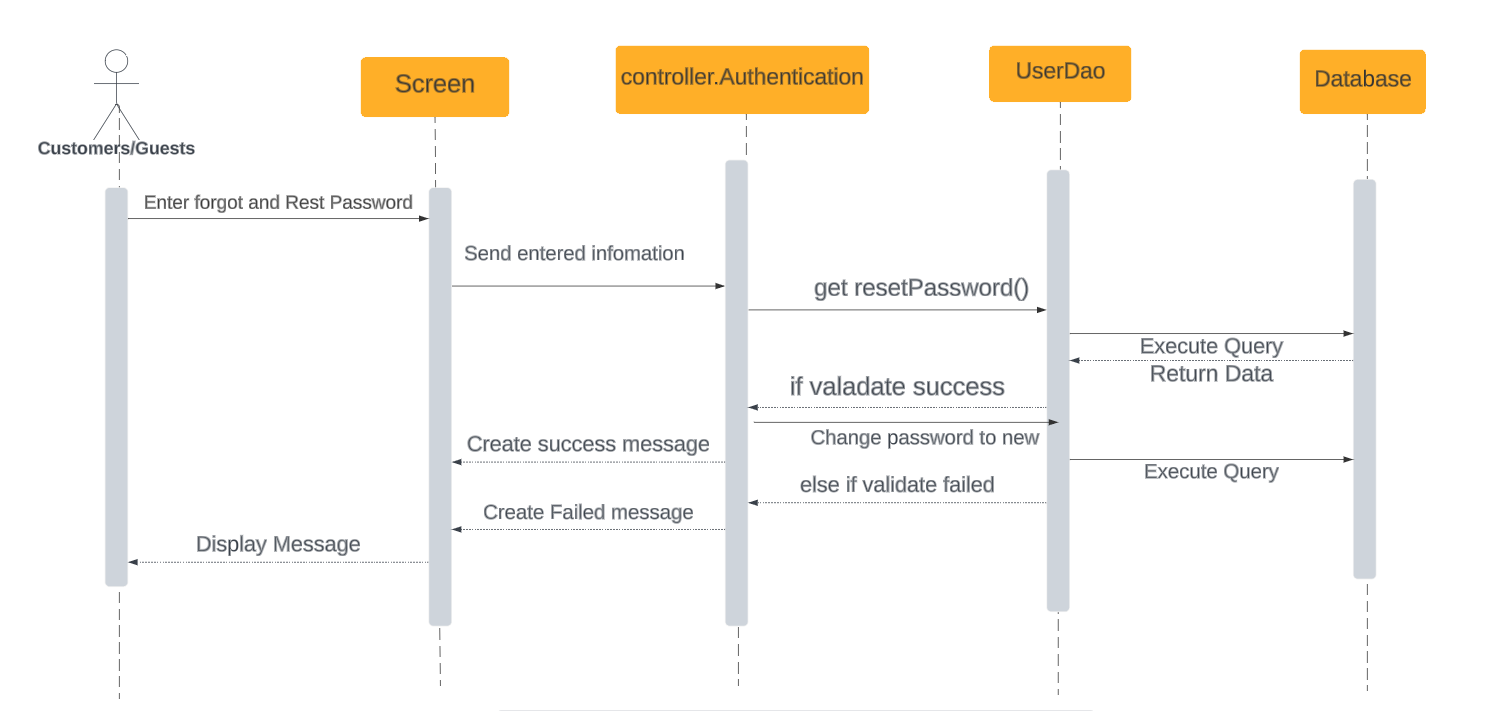 Screen
controller.Authentication
UserDao
Database
Customers/Guests
Enter forgot and Rest Password
Send entered infomation
get resetPassword()
Execute Query
Return Data
if valadate success
Change password to new
Create success message
Execute Query
else if validate failed
Create Failed message
Display Message